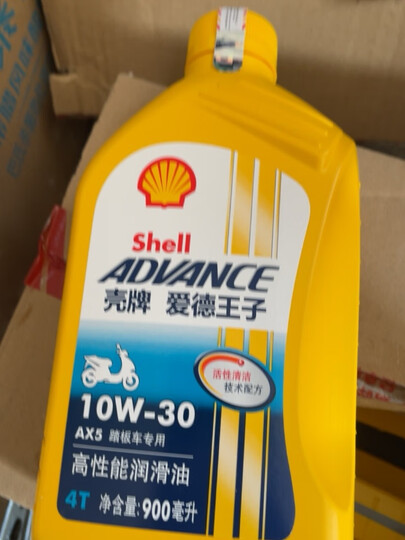 Shell
ADVANCE
壳牌 爱德王子
活性清洁
技术配方
10W-30
AX5 踏板车专用
高性能润滑油
4T 净含量:900毫升